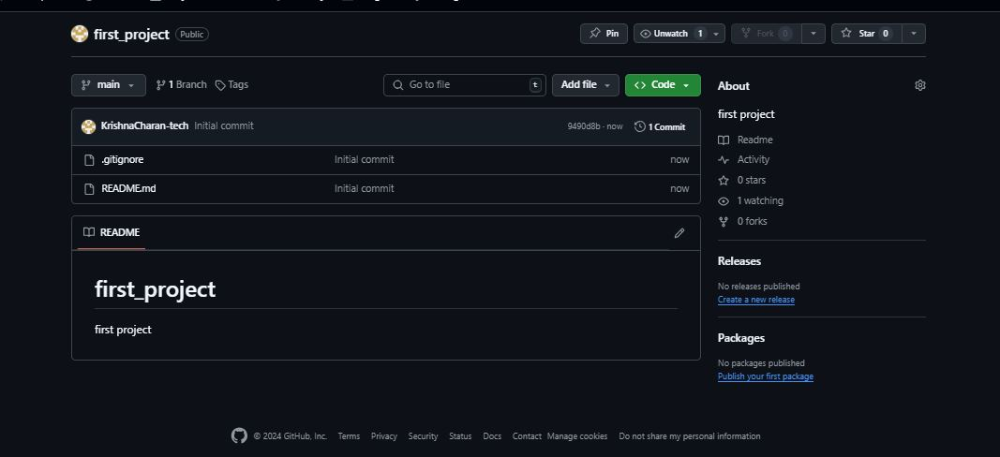 first_project Public Pin Unwatch 1 Fork 0 Star 0
main 1 Branch Tags Go to file t Add file Code
KrishnaCharan-tech Initial commit 9490d8b · now 1 Commit
.gitignore Initial commit now
README.md Initial commit now
README
first_project
first project
About
first project
Readme
Activity
0 stars
1 watching
0 forks
Releases
No releases published
Create a new release
Packages
No packages published
Publish your first package
© 2024 GitHub, Inc. Terms Privacy Security Status Docs Contact Manage cookies Do not share my personal information